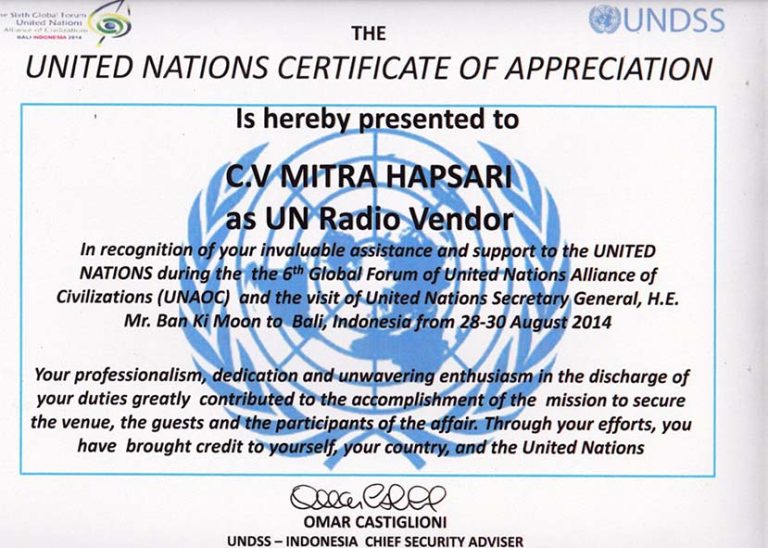 The Sixth Global Forum
United Nations
Alliance of Civilizations
BALI INDONESIA 2014
UNDSS
THE
UNITED NATIONS CERTIFICATE OF APPRECIATION
Is hereby presented to
C.V MITRA HAPSARI
as UN Radio Vendor
In recognition of your invaluable assistance and support to the UNITED
NATIONS during the the 6th Global Forum of United Nations Alliance of
Civilizations (UNAOC) and the visit of United Nations Secretary General, H.E.
Mr. Ban Ki Moon to Bali, Indonesia from 28-30 August 2014
Your professionalism, dedication and unwavering enthusiasm in the discharge of
your duties greatly contributed to the accomplishment of the mission to secure
the venue, the guests and the participants of the affair. Through your efforts, you
have brought credit to yourself, your country, and the United Nations
OMAR CASTIGLIONI
UNDSS – INDONESIA CHIEF SECURITY ADVISER